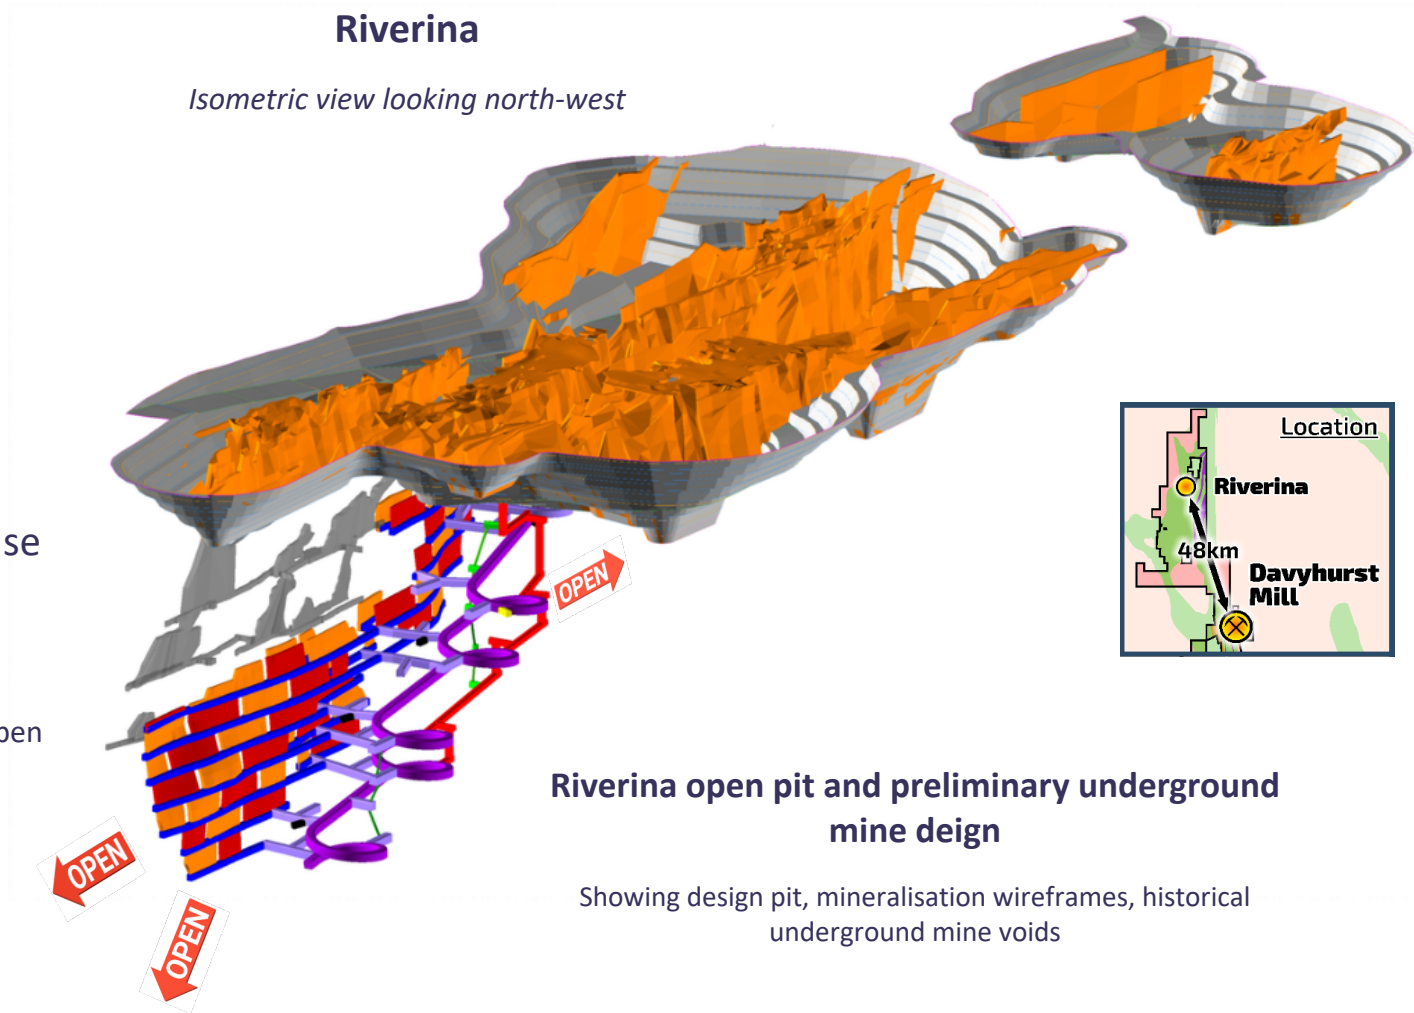 Riverina
Isometric view looking north-west
se
OPEN
pen
OPEN
OPEN
Location
Riverina
48km
Davyhurst
Mill
Riverina open pit and preliminary underground
mine deign
Showing design pit, mineralisation wireframes, historical
underground mine voids